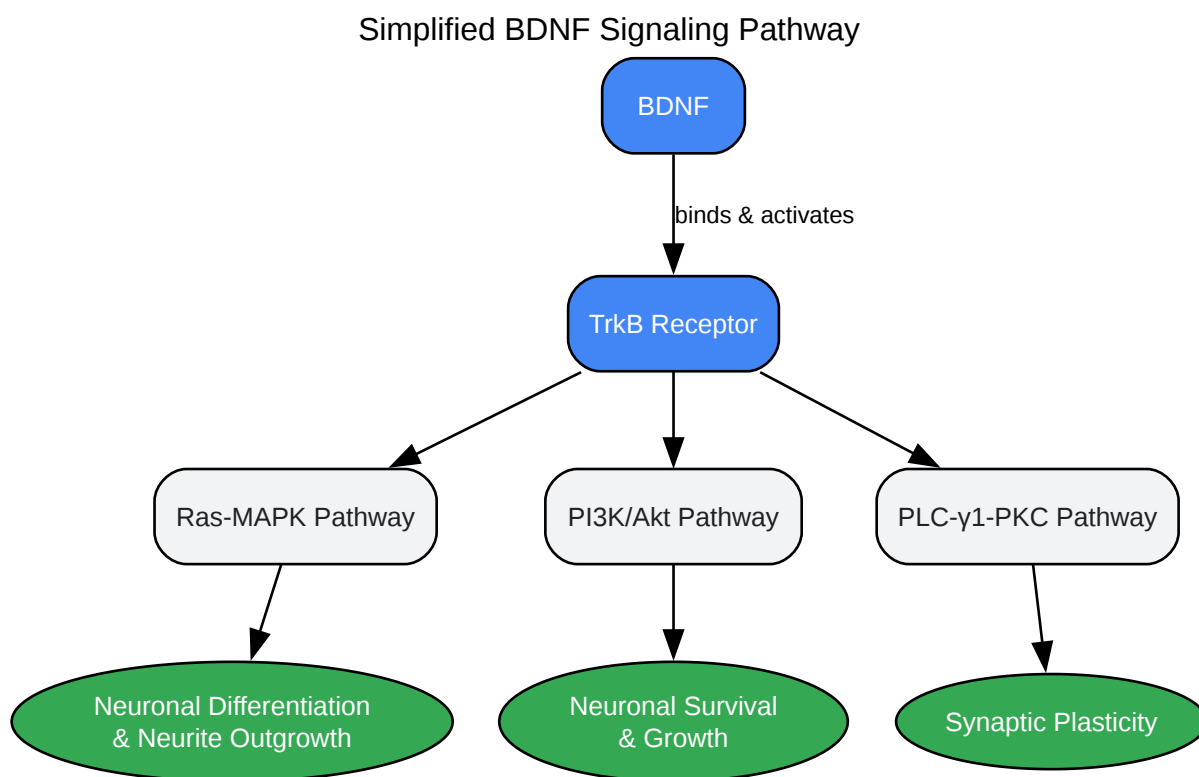 Simplified BDNF Signaling Pathway
BDNF
binds & activates
TrkB Receptor
Ras-MAPK Pathway
PI3K/Akt Pathway
PLC-γ1-PKC Pathway
Neuronal Differentiation
& Neurite Outgrowth
Neuronal Survival
& Growth
Synaptic Plasticity